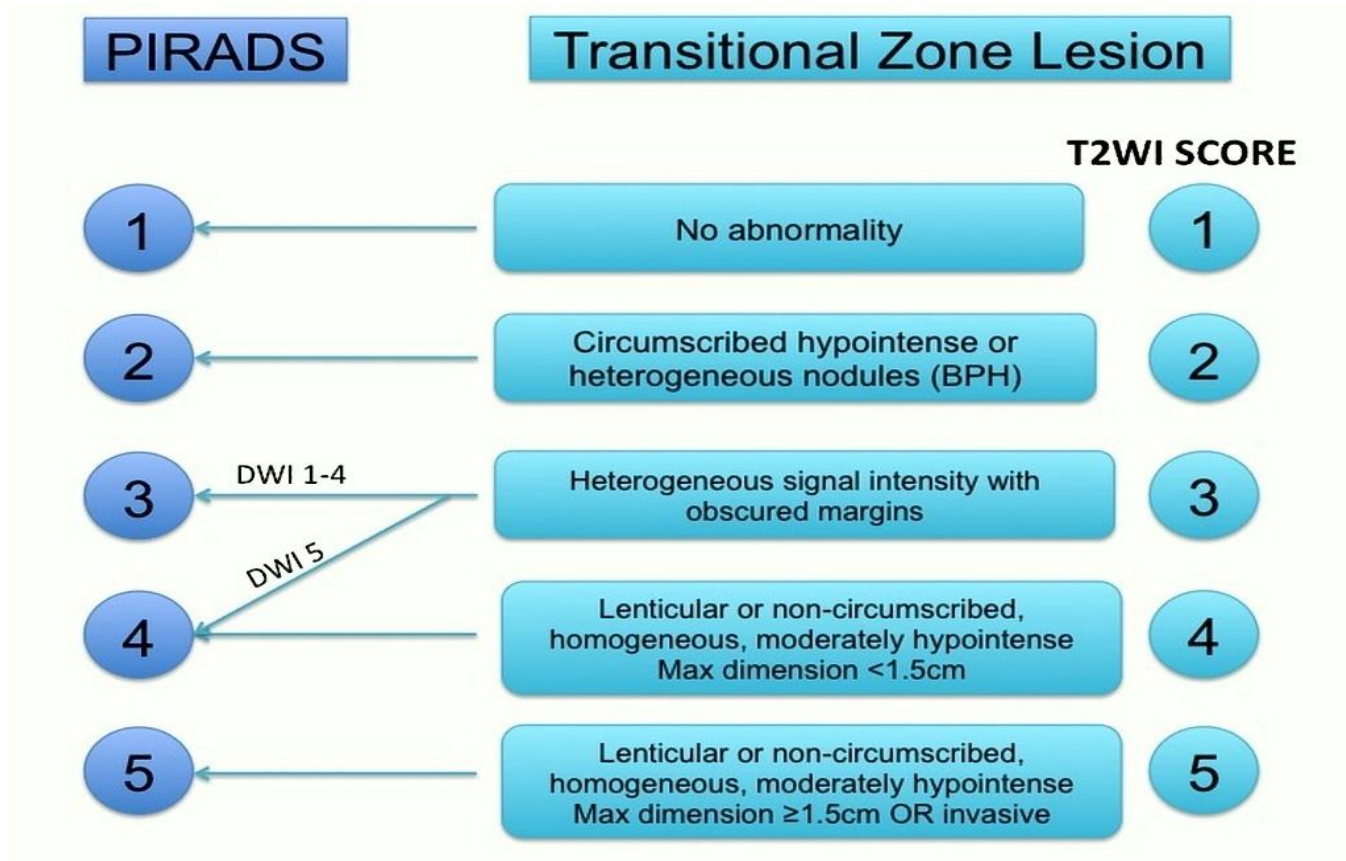 PIRADS
Transitional Zone Lesion
T2WI SCORE
1
No abnormality
1
2
Circumscribed hypointense or
heterogeneous nodules (BPH)
2
3
DWI 1-4
Heterogeneous signal intensity with
obscured margins
3
DWI 5
4
Lenticular or non-circumscribed,
homogeneous, moderately hypointense
Max dimension <1.5cm
4
5
Lenticular or non-circumscribed,
homogeneous, moderately hypointense
Max dimension ≥1.5cm OR invasive
5